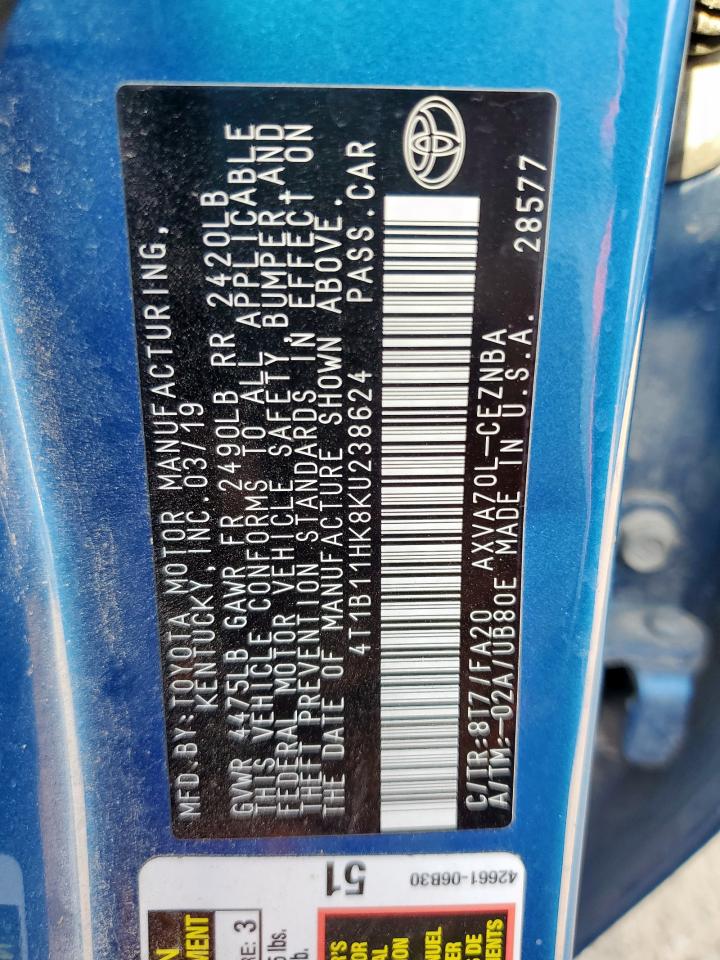 MFD.BY:TOYOTA MOTOR MANUFACTURING,
KENTUCKY, INC.03/19
GVWR 4475LB GAWR FR 2490LB RR 2420LB
THIS VEHICLE CONFORMS TO ALL APPLICABLE
FEDERAL MOTOR VEHICLE SAFETY, BUMPER AND
THEFT PREVENTION STANDARDS IN EFFECT ON
THE DATE OF MANUFACTURE SHOWN ABOVE.
4T1B11HK8KU238624 PASS.CAR
C/TR:8T7/FA20 AXVA70L-CEZNBA
A/TM:-02A/UB80E MADE IN U.S.A. 28577
51
42661-06B30
RE: 3
lbs.